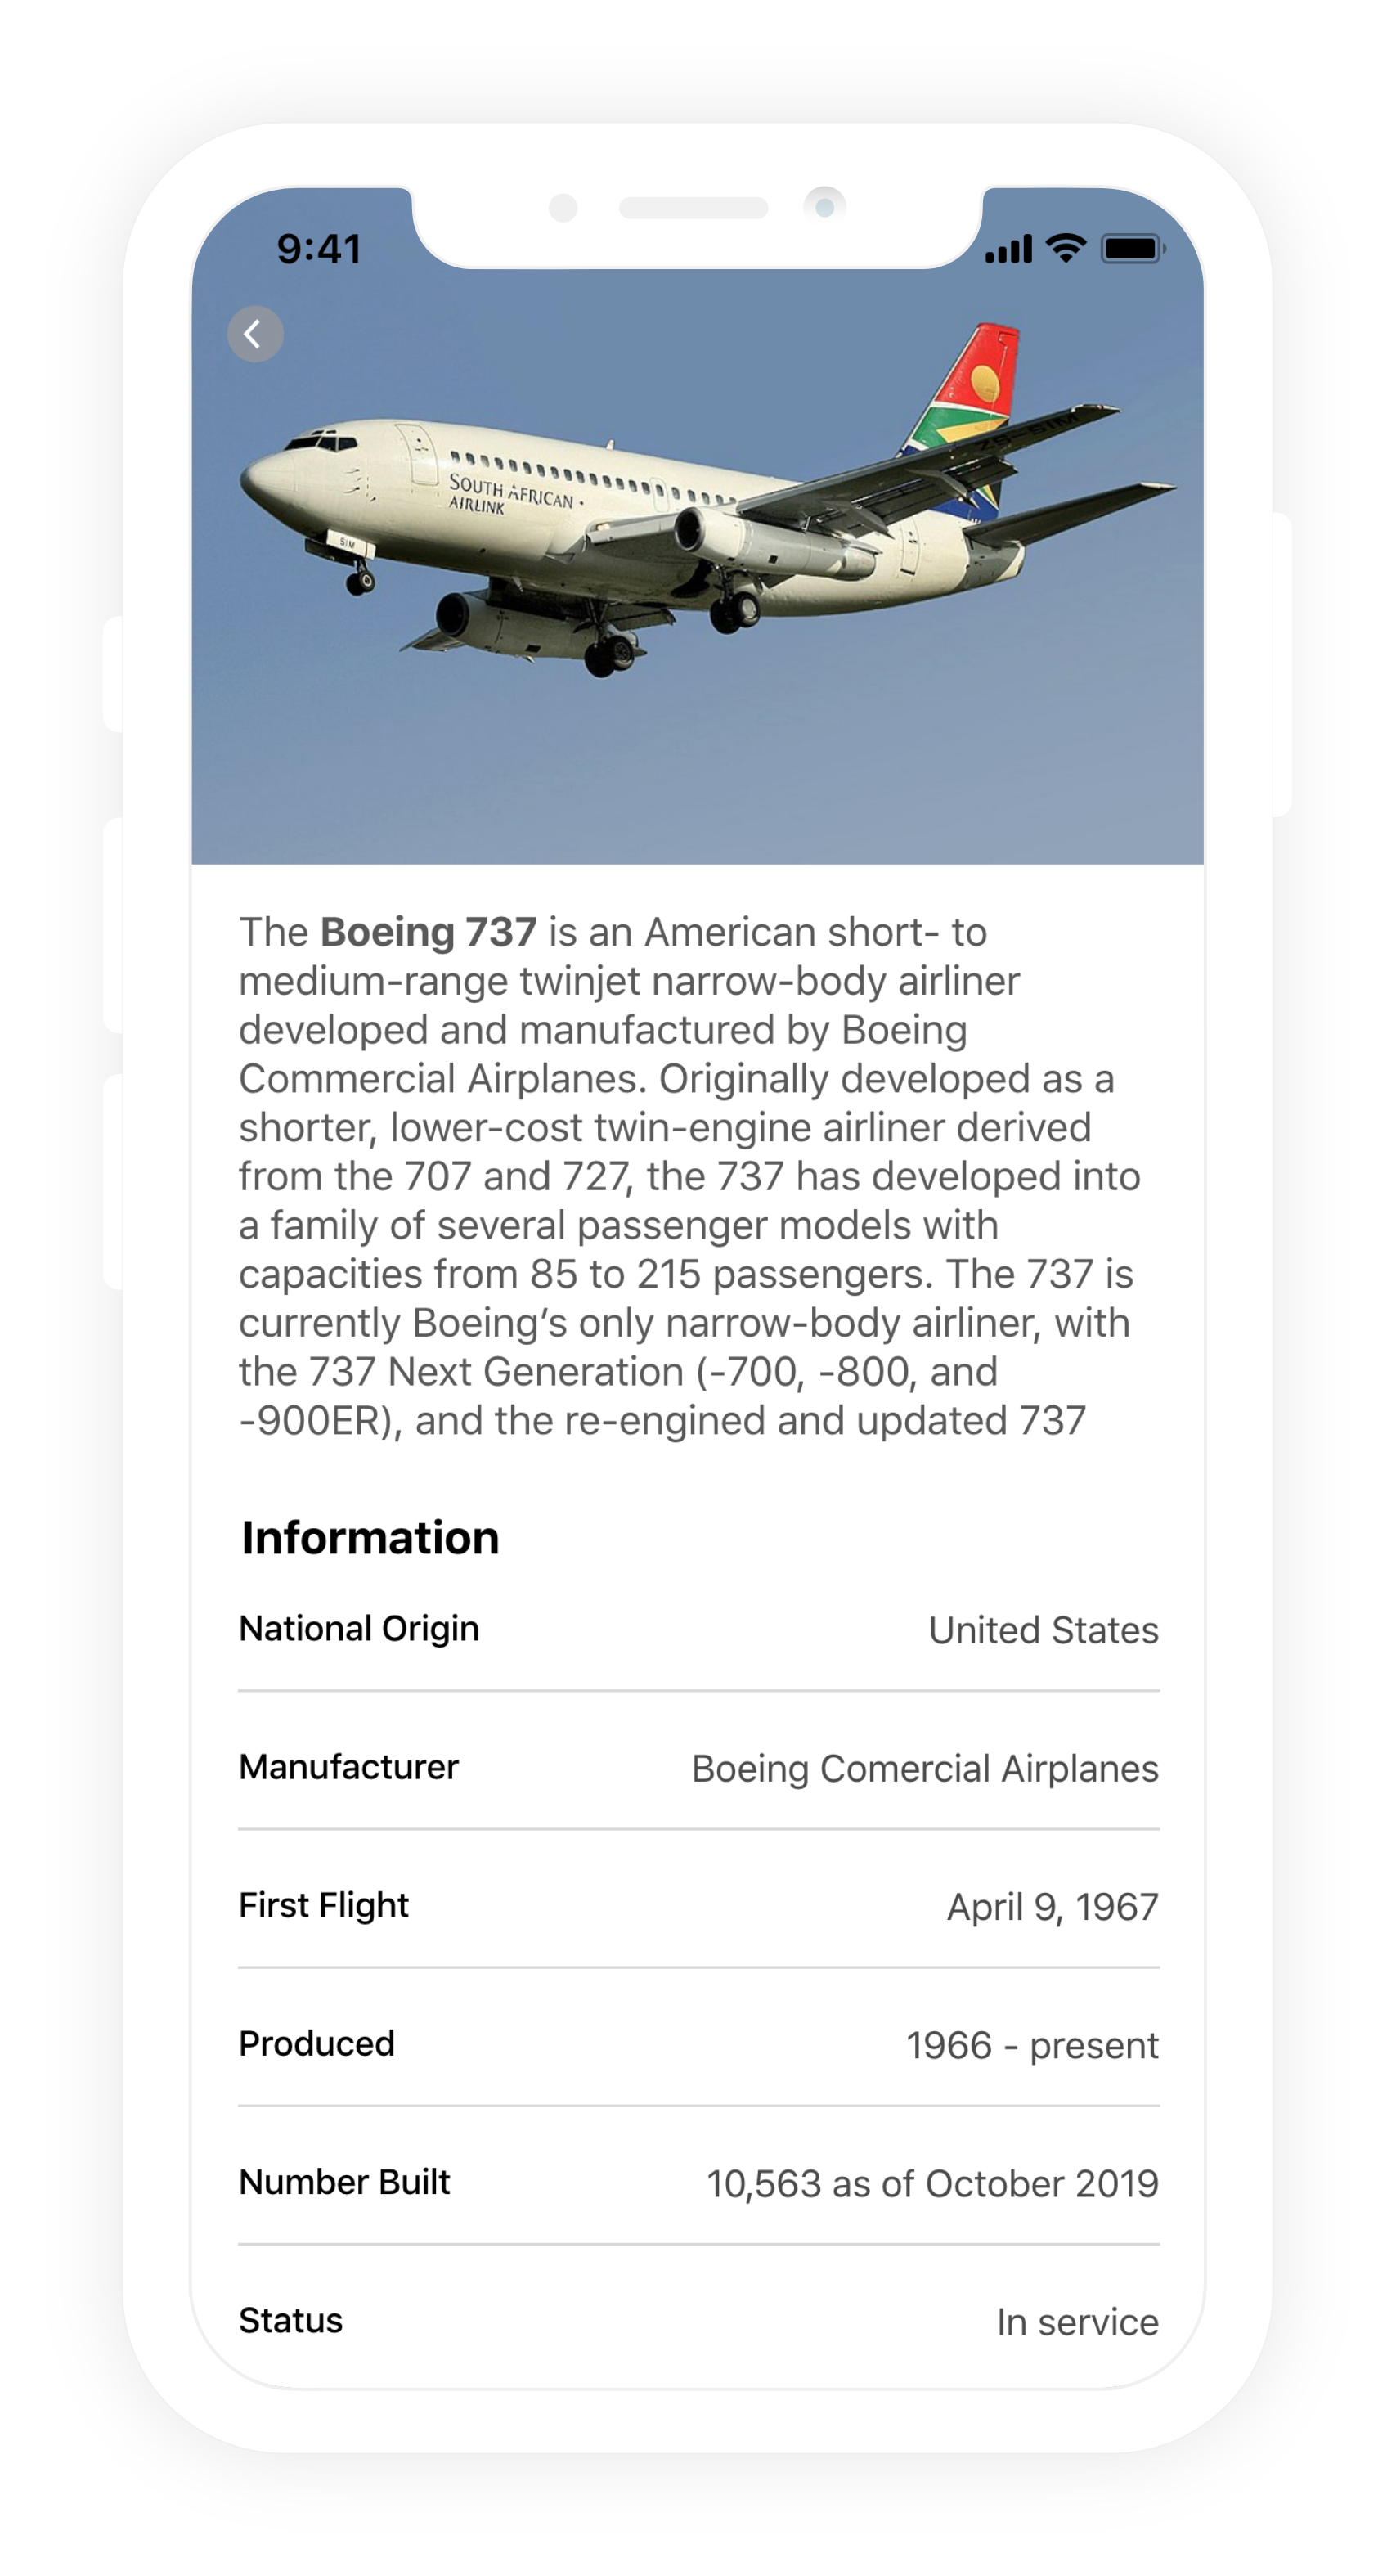 9:41
ZS-SIM
SOUTH AFRICAN
AIRLINK
SIM
The Boeing 737 is an American short- to
medium-range twinjet narrow-body airliner
developed and manufactured by Boeing
Commercial Airplanes. Originally developed as a
shorter, lower-cost twin-engine airliner derived
from the 707 and 727, the 737 has developed into
a family of several passenger models with
capacities from 85 to 215 passengers. The 737 is
currently Boeing‘s only narrow-body airliner, with
the 737 Next Generation (-700, -800, and
-900ER), and the re-engined and updated 737
Information
National Origin United States
Manufacturer Boeing Comercial Airplanes
First Flight April 9, 1967
Produced 1966 - present
Number Built 10,563 as of October 2019
Status In service